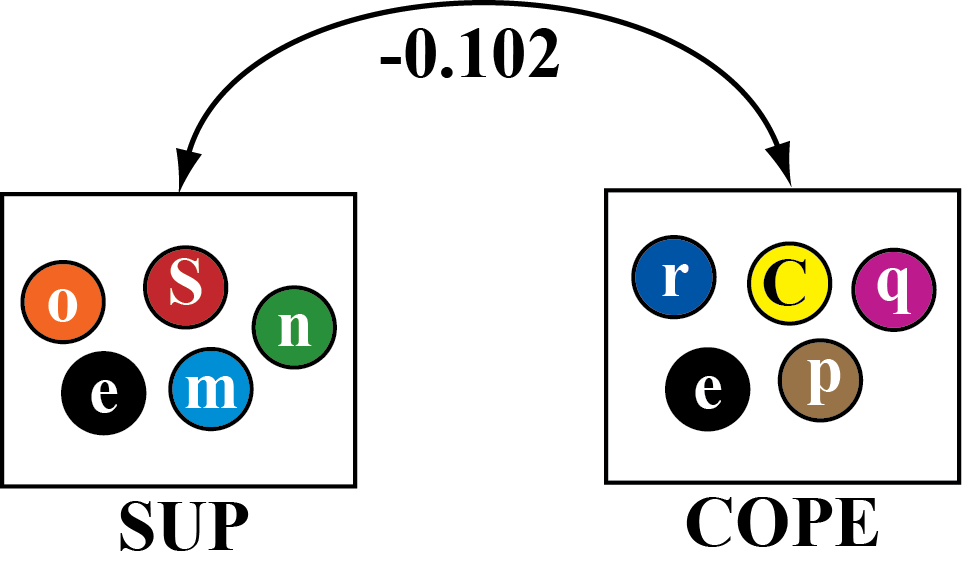 -0.102
o S n
e m
r C q
e p
SUP
COPE